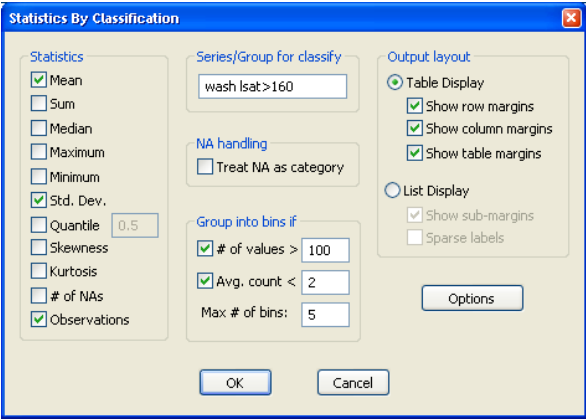 Statistics By Classification
Statistics
Mean
Sum
Median
Maximum
Minimum
Std. Dev.
Quantile 0.5
Skewness
Kurtosis
# of NAs
Observations
Series/Group for classify
wash lsat>160
NA handling
Treat NA as category
Group into bins if
# of values > 100
Avg. count < 2
Max # of bins: 5
Output layout
Table Display
Show row margins
Show column margins
Show table margins
List Display
Show sub-margins
Sparse labels
Options
OK
Cancel